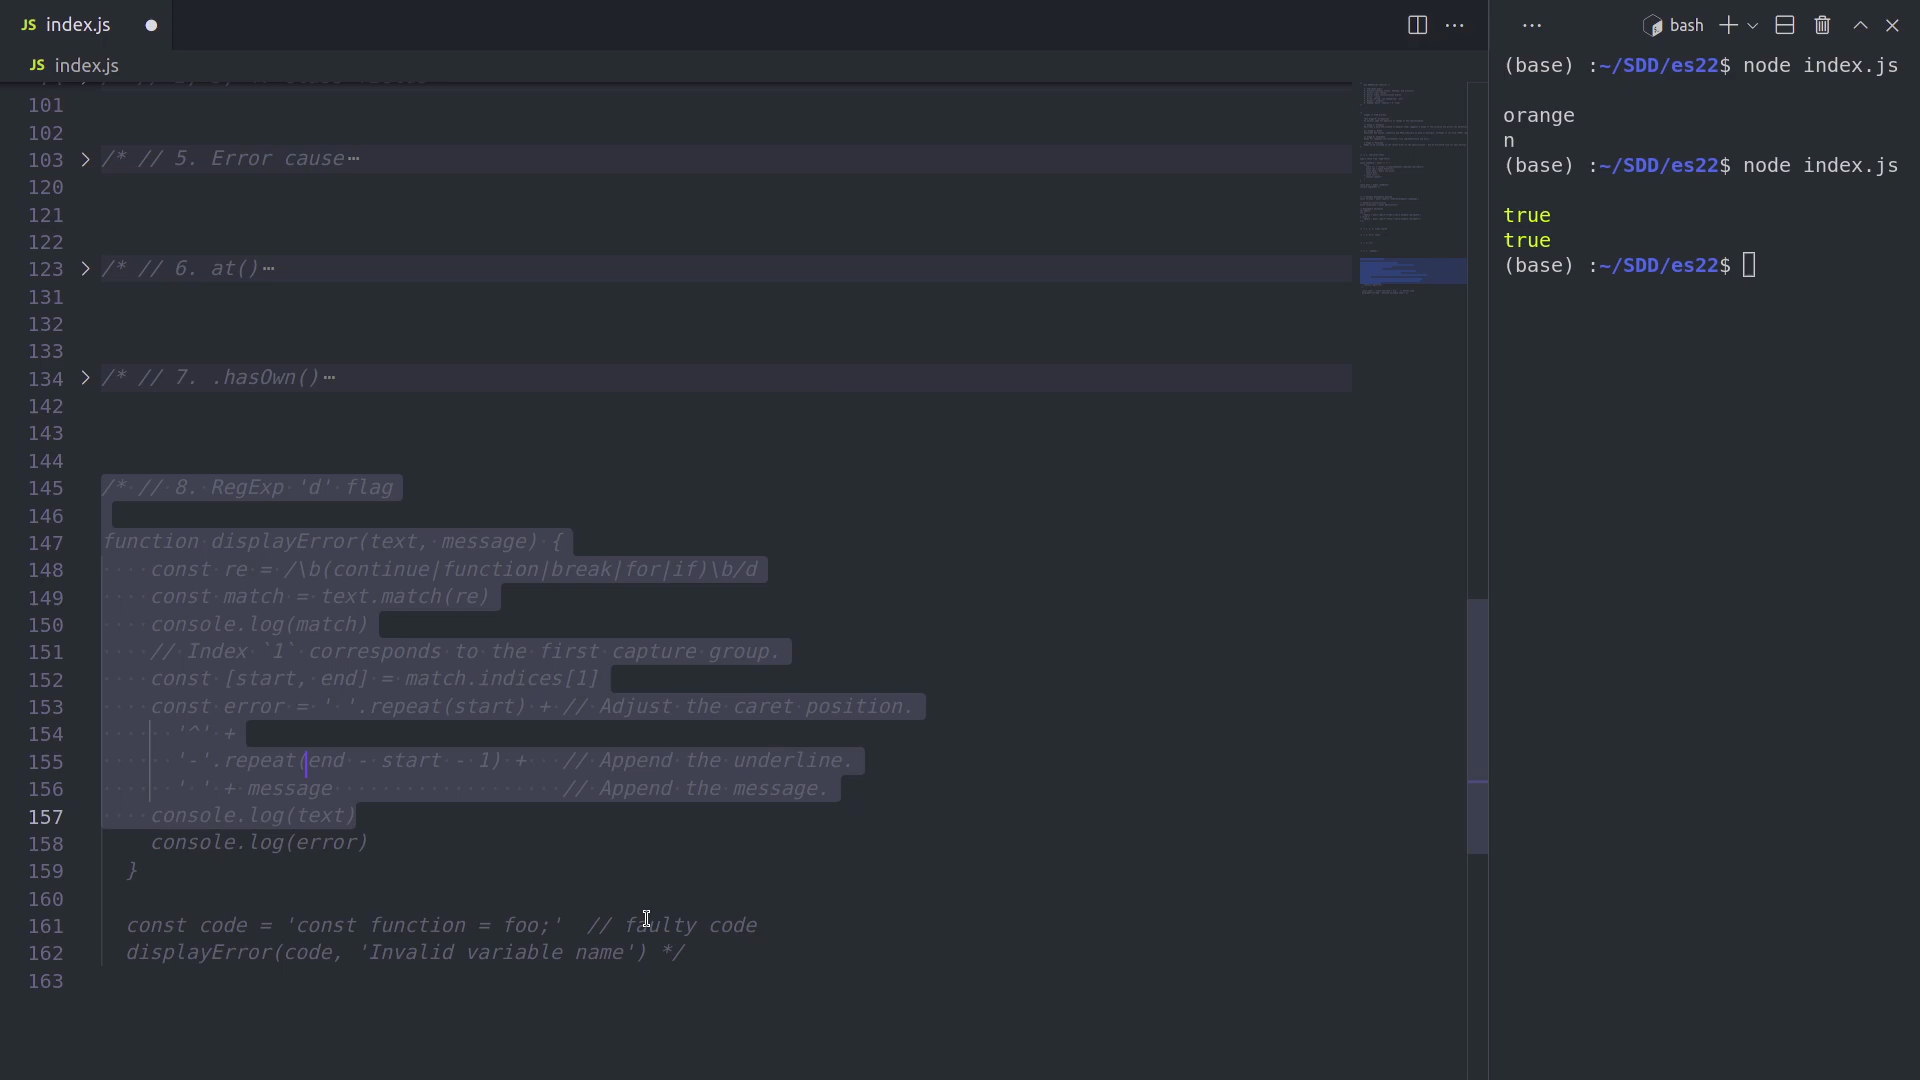 JS index.js
bash
JS index.js
(base) :~/SDD/es22$ node index.js
101
orange
102
n
103 /* // 5. Error cause
(base) :~/SDD/es22$ node index.js
120
121
true
122
true
123 /* // 6. at()
(base) :~/SDD/es22$
131
132
133
134 /* // 7. .hasOwn()
142
143
144
145 /* // 8. RegExp 'd' flag
146
147 function displayError(text, message) {
148 const re = /\b(continue|function|break|for|if)\b/d
149 const match = text.match(re)
150 console.log(match)
151 // Index `1` corresponds to the first capture group.
152 const [start, end] = match.indices[1]
153 const error = ' '.repeat(start) + // Adjust the caret position.
154 '^' +
155 '-'.repeat(end - start - 1) + // Append the underline.
156 ' ' + message // Append the message.
157 console.log(text)
158 console.log(error)
159 }
160
161 const code = 'const function = foo;' // faulty code
162 displayError(code, 'Invalid variable name') */
163